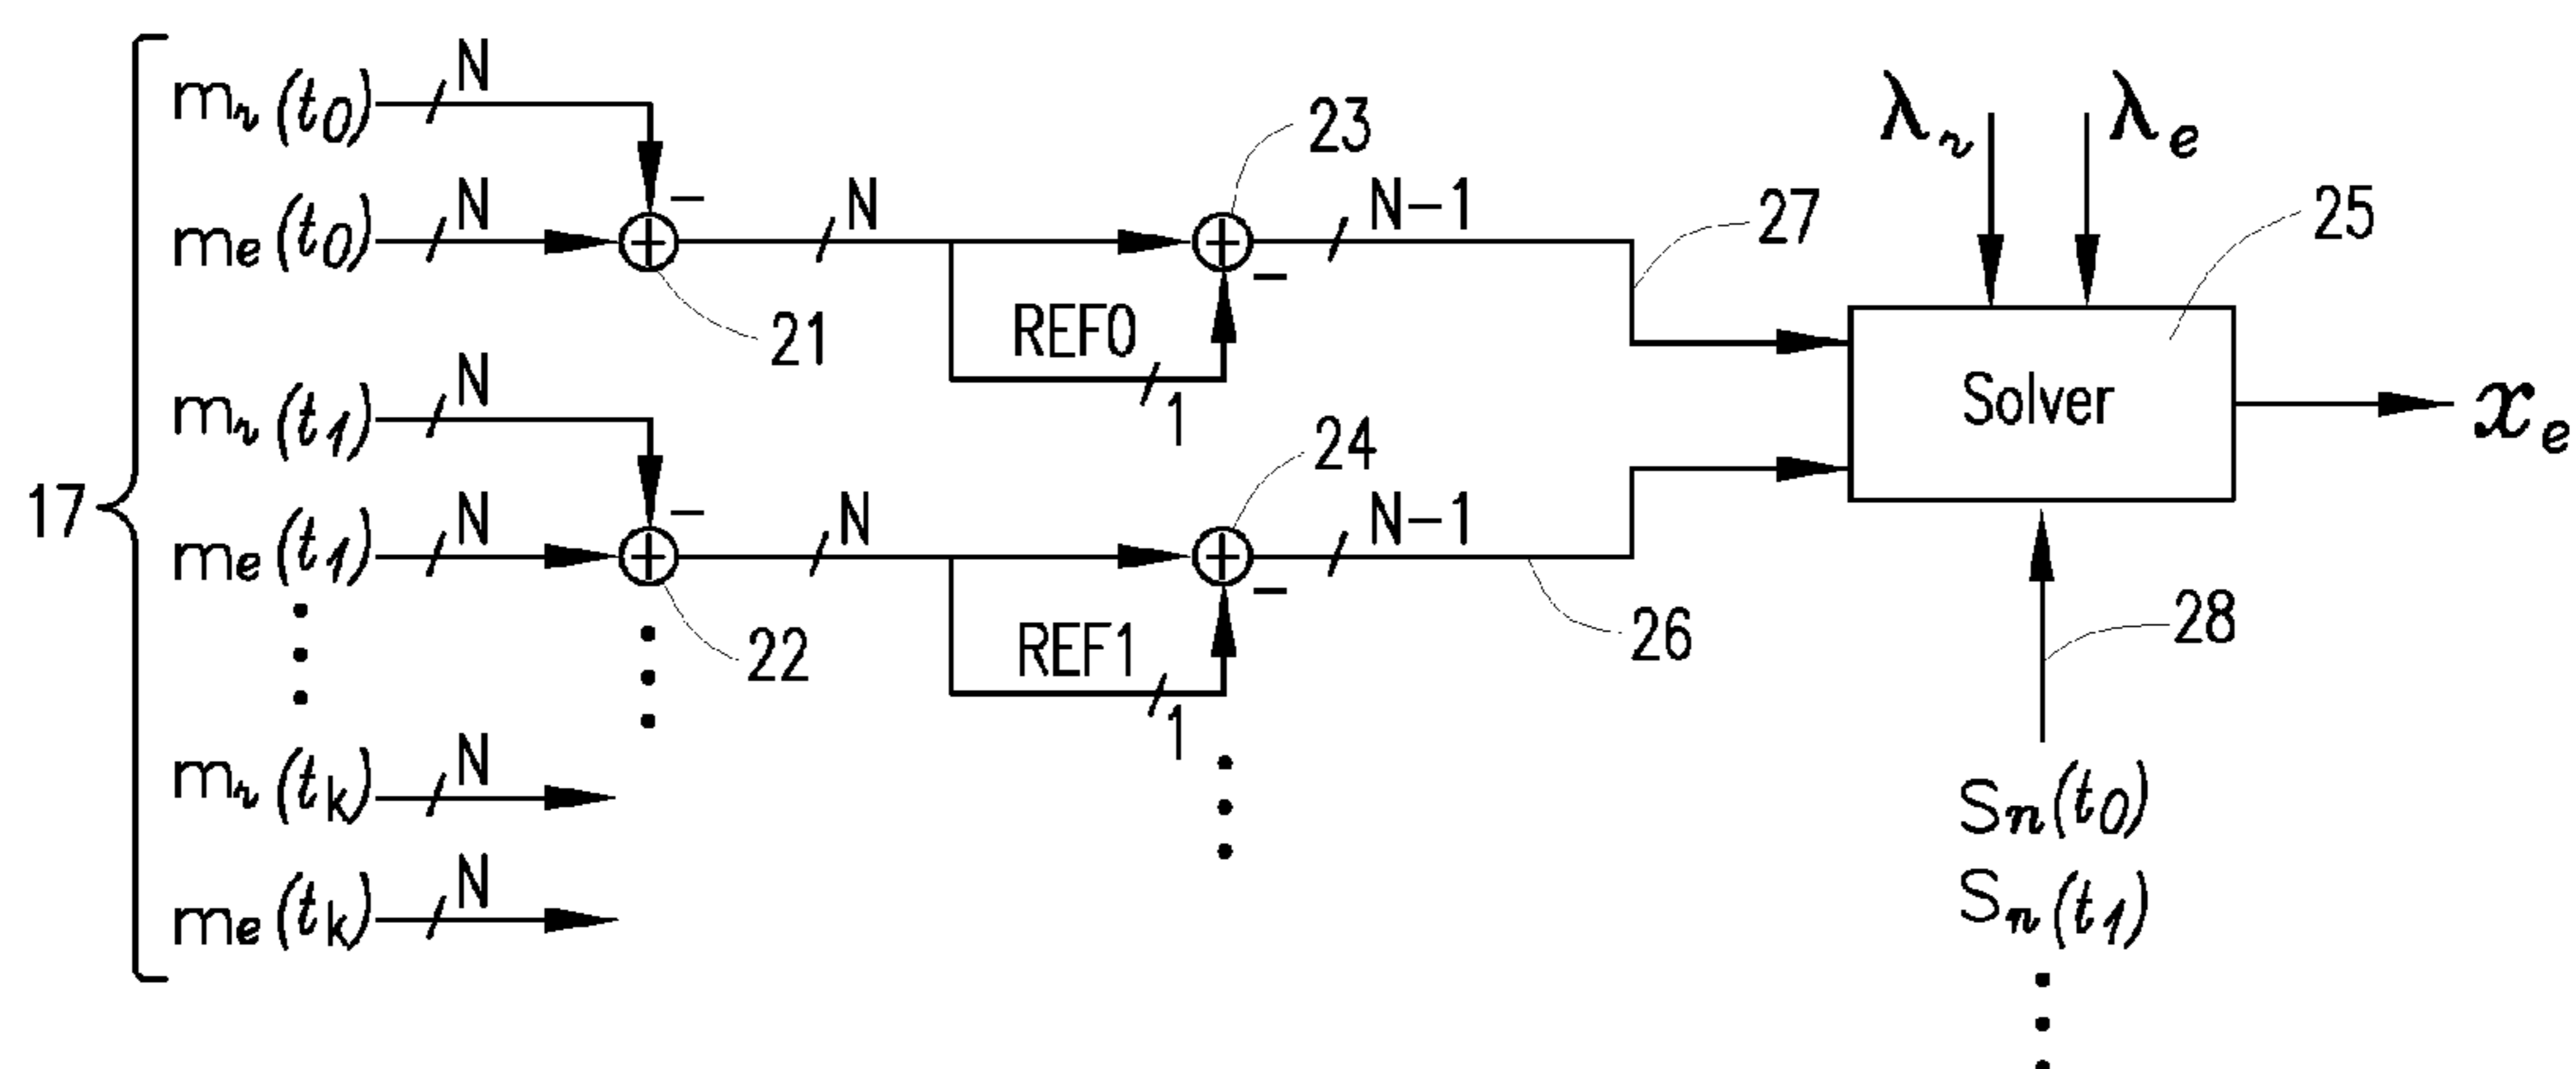 17
mr (t0) N
me (t0) N
21
-
N
REF0
1
23
-
N-1
27
mr (t1) N
me (t1) N
22
-
N
REF1
1
24
-
N-1
26
mr (tk) N
me (tk) N
λr
λe
25
Solver
xe
28
Sn(t0)
Sn(t1)